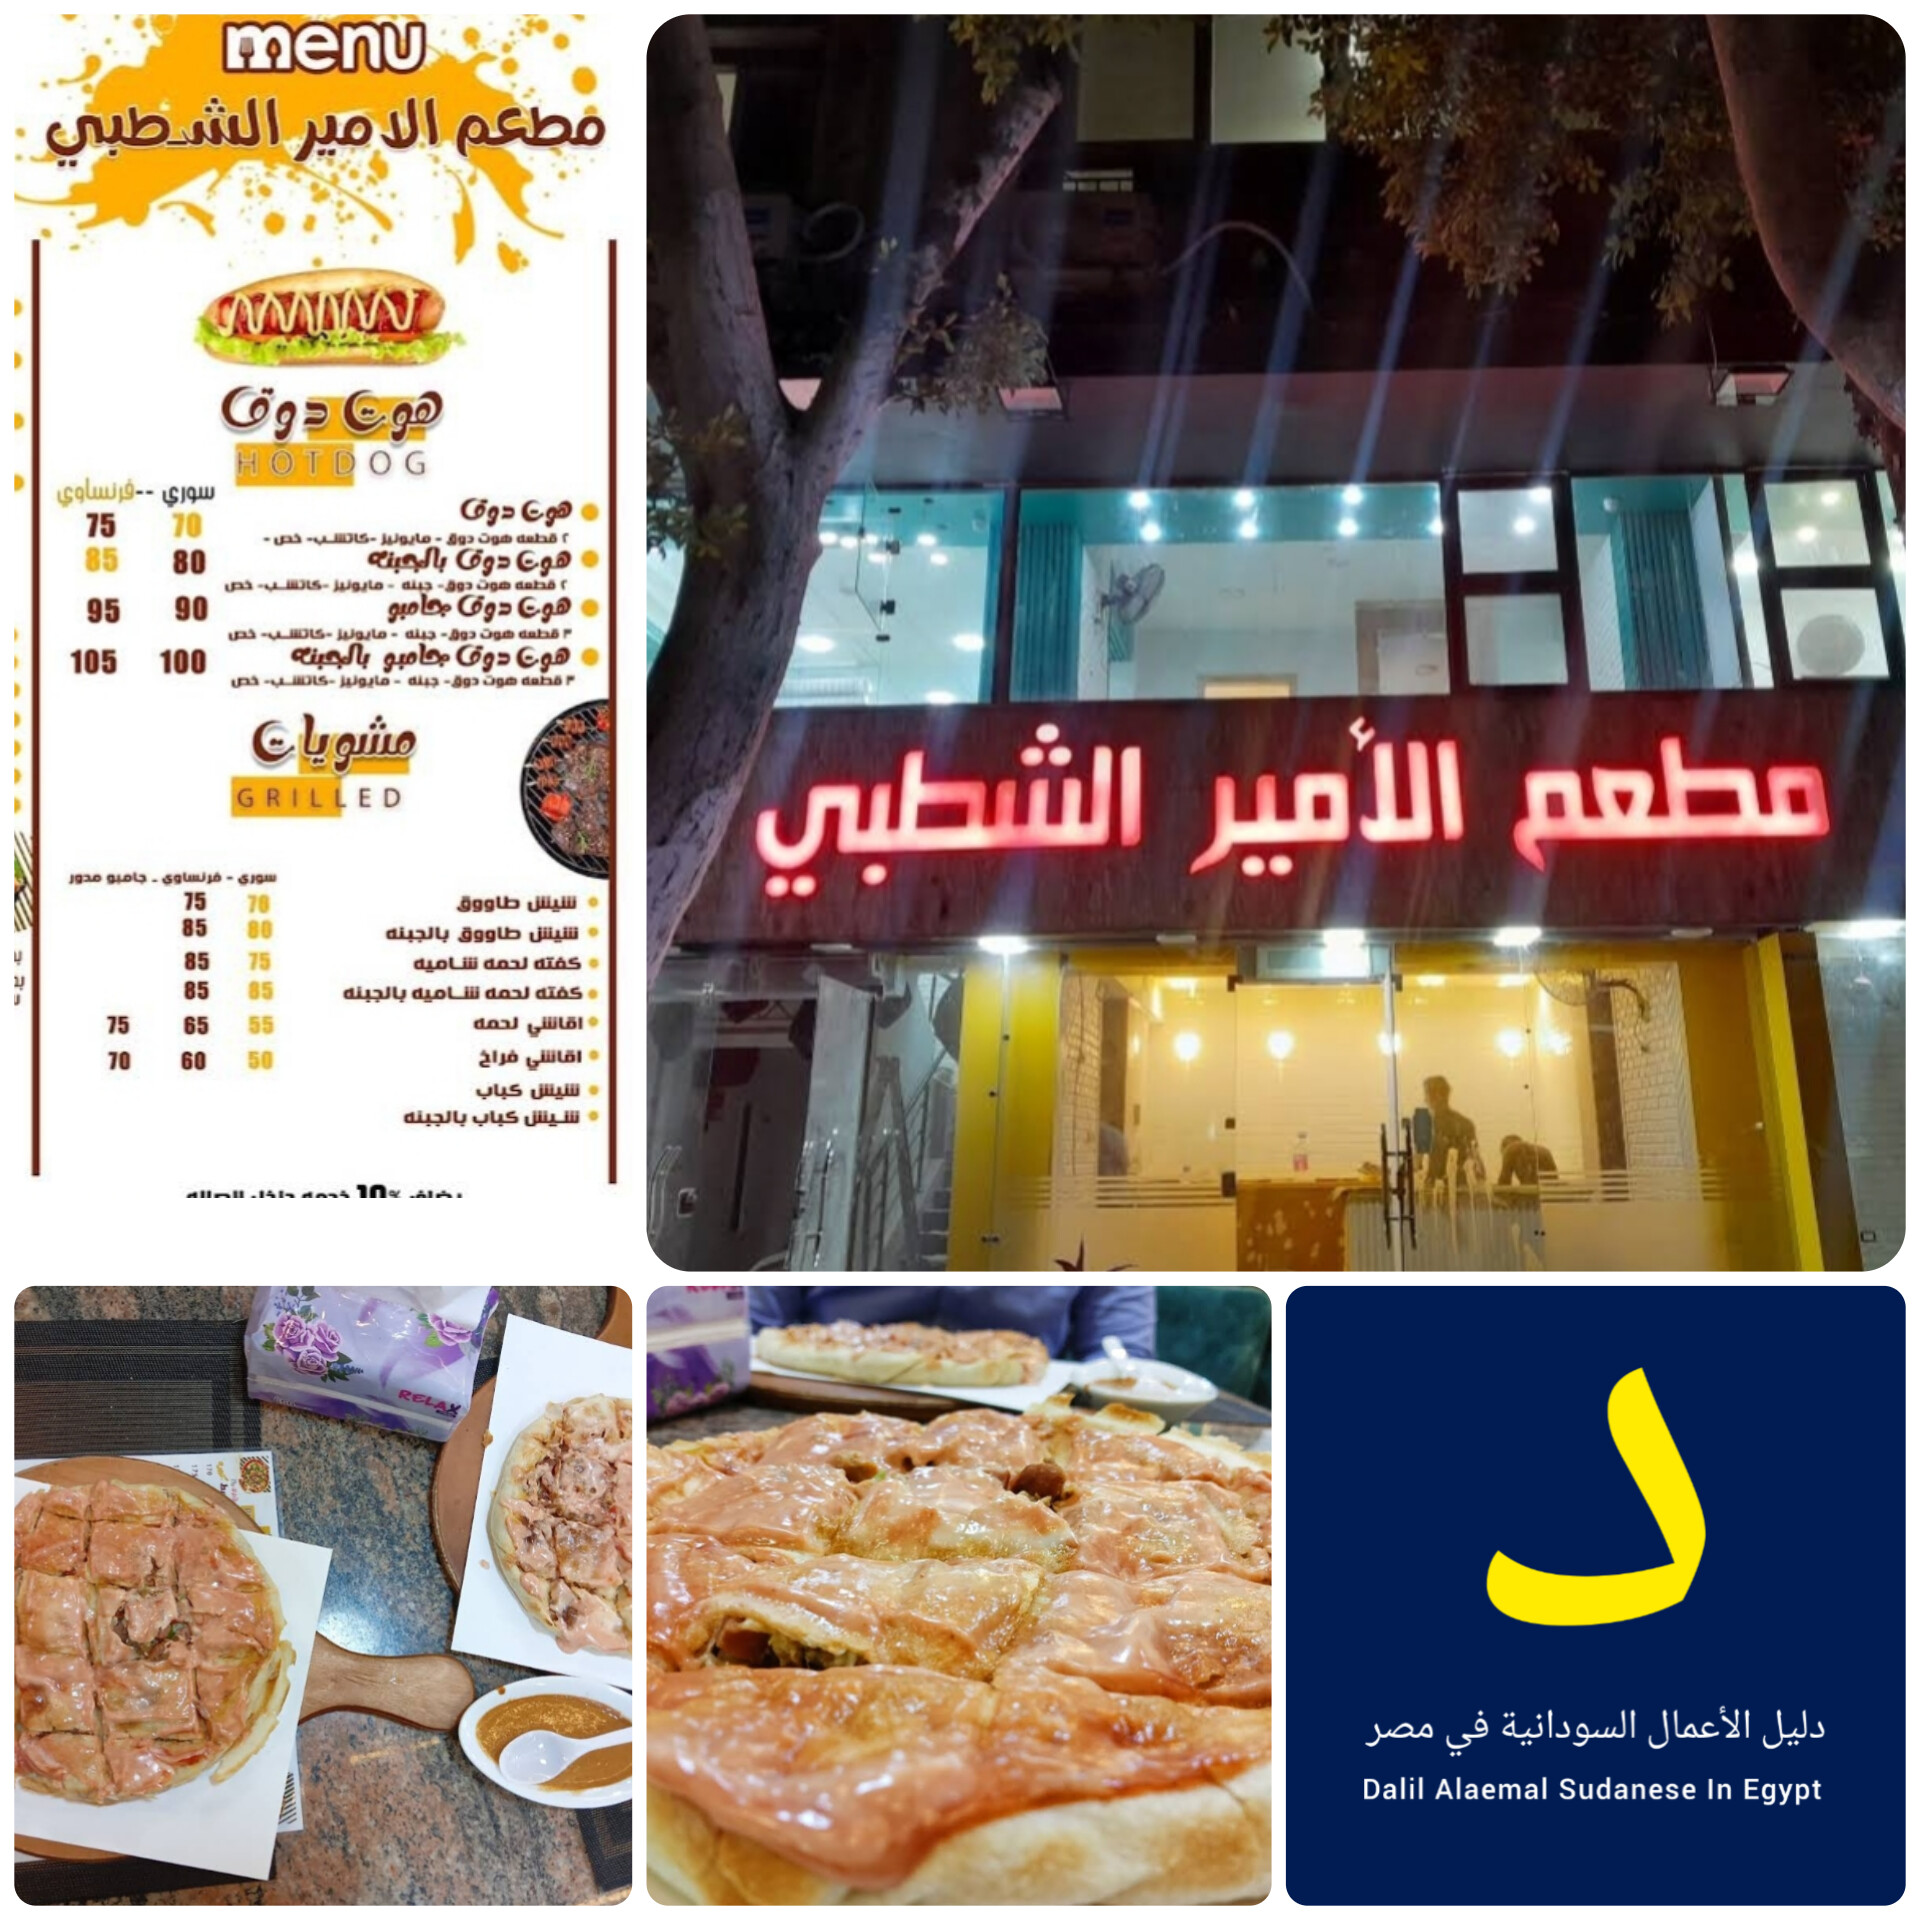 menu
مطعم الامير الشطبي
هوت دوق
HOTDOG
سوري -- فرنساوي
هوت دوق 70 75
٢ قطعه هوت دوق - مايونيز -كاتشب- خص -
هوت دوق بالجبنه 80 85
٢ قطعه هوت دوق- جبنه - مايونيز -كاتشب- خص
هوت دوق جامبو 90 95
٣ قطعه هوت دوق- جبنه - مايونيز -كاتشب- خص
هوت دوق جامبو بالجبنه 100 105
٣ قطعه هوت دوق- جبنه - مايونيز -كاتشب- خص
مشويات
GRILLED
سوري - فرنساوي - جامبو مدور
شيش طاووق 70 75
شيش طاووق بالجبنه 80 85
كفته لحمه شاميه 75 85
كفته لحمه شاميه بالجبنه 85 85
اقاشي لحمه 55 65 75
اقاشي فراخ 50 60 70
شيش كباب
شيش كباب بالجبنه
يضاف %10 خدمه داخل الصاله
مطعم الأمير الشطبي
RELAX
د
دليل الأعمال السودانية في مصر
Dalil Alaemal Sudanese In Egypt